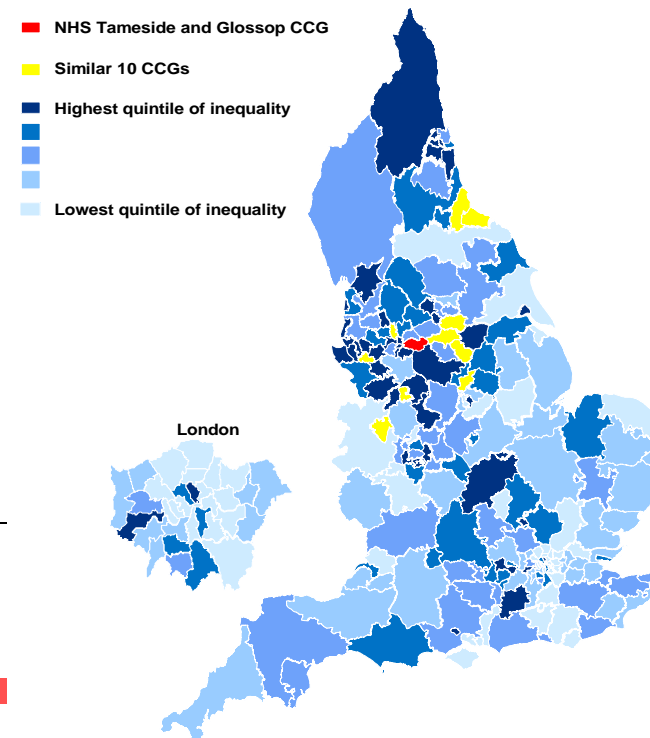 NHS Tameside and Glossop CCG
Similar 10 CCGs
Highest quintile of inequality
Lowest quintile of inequality
London